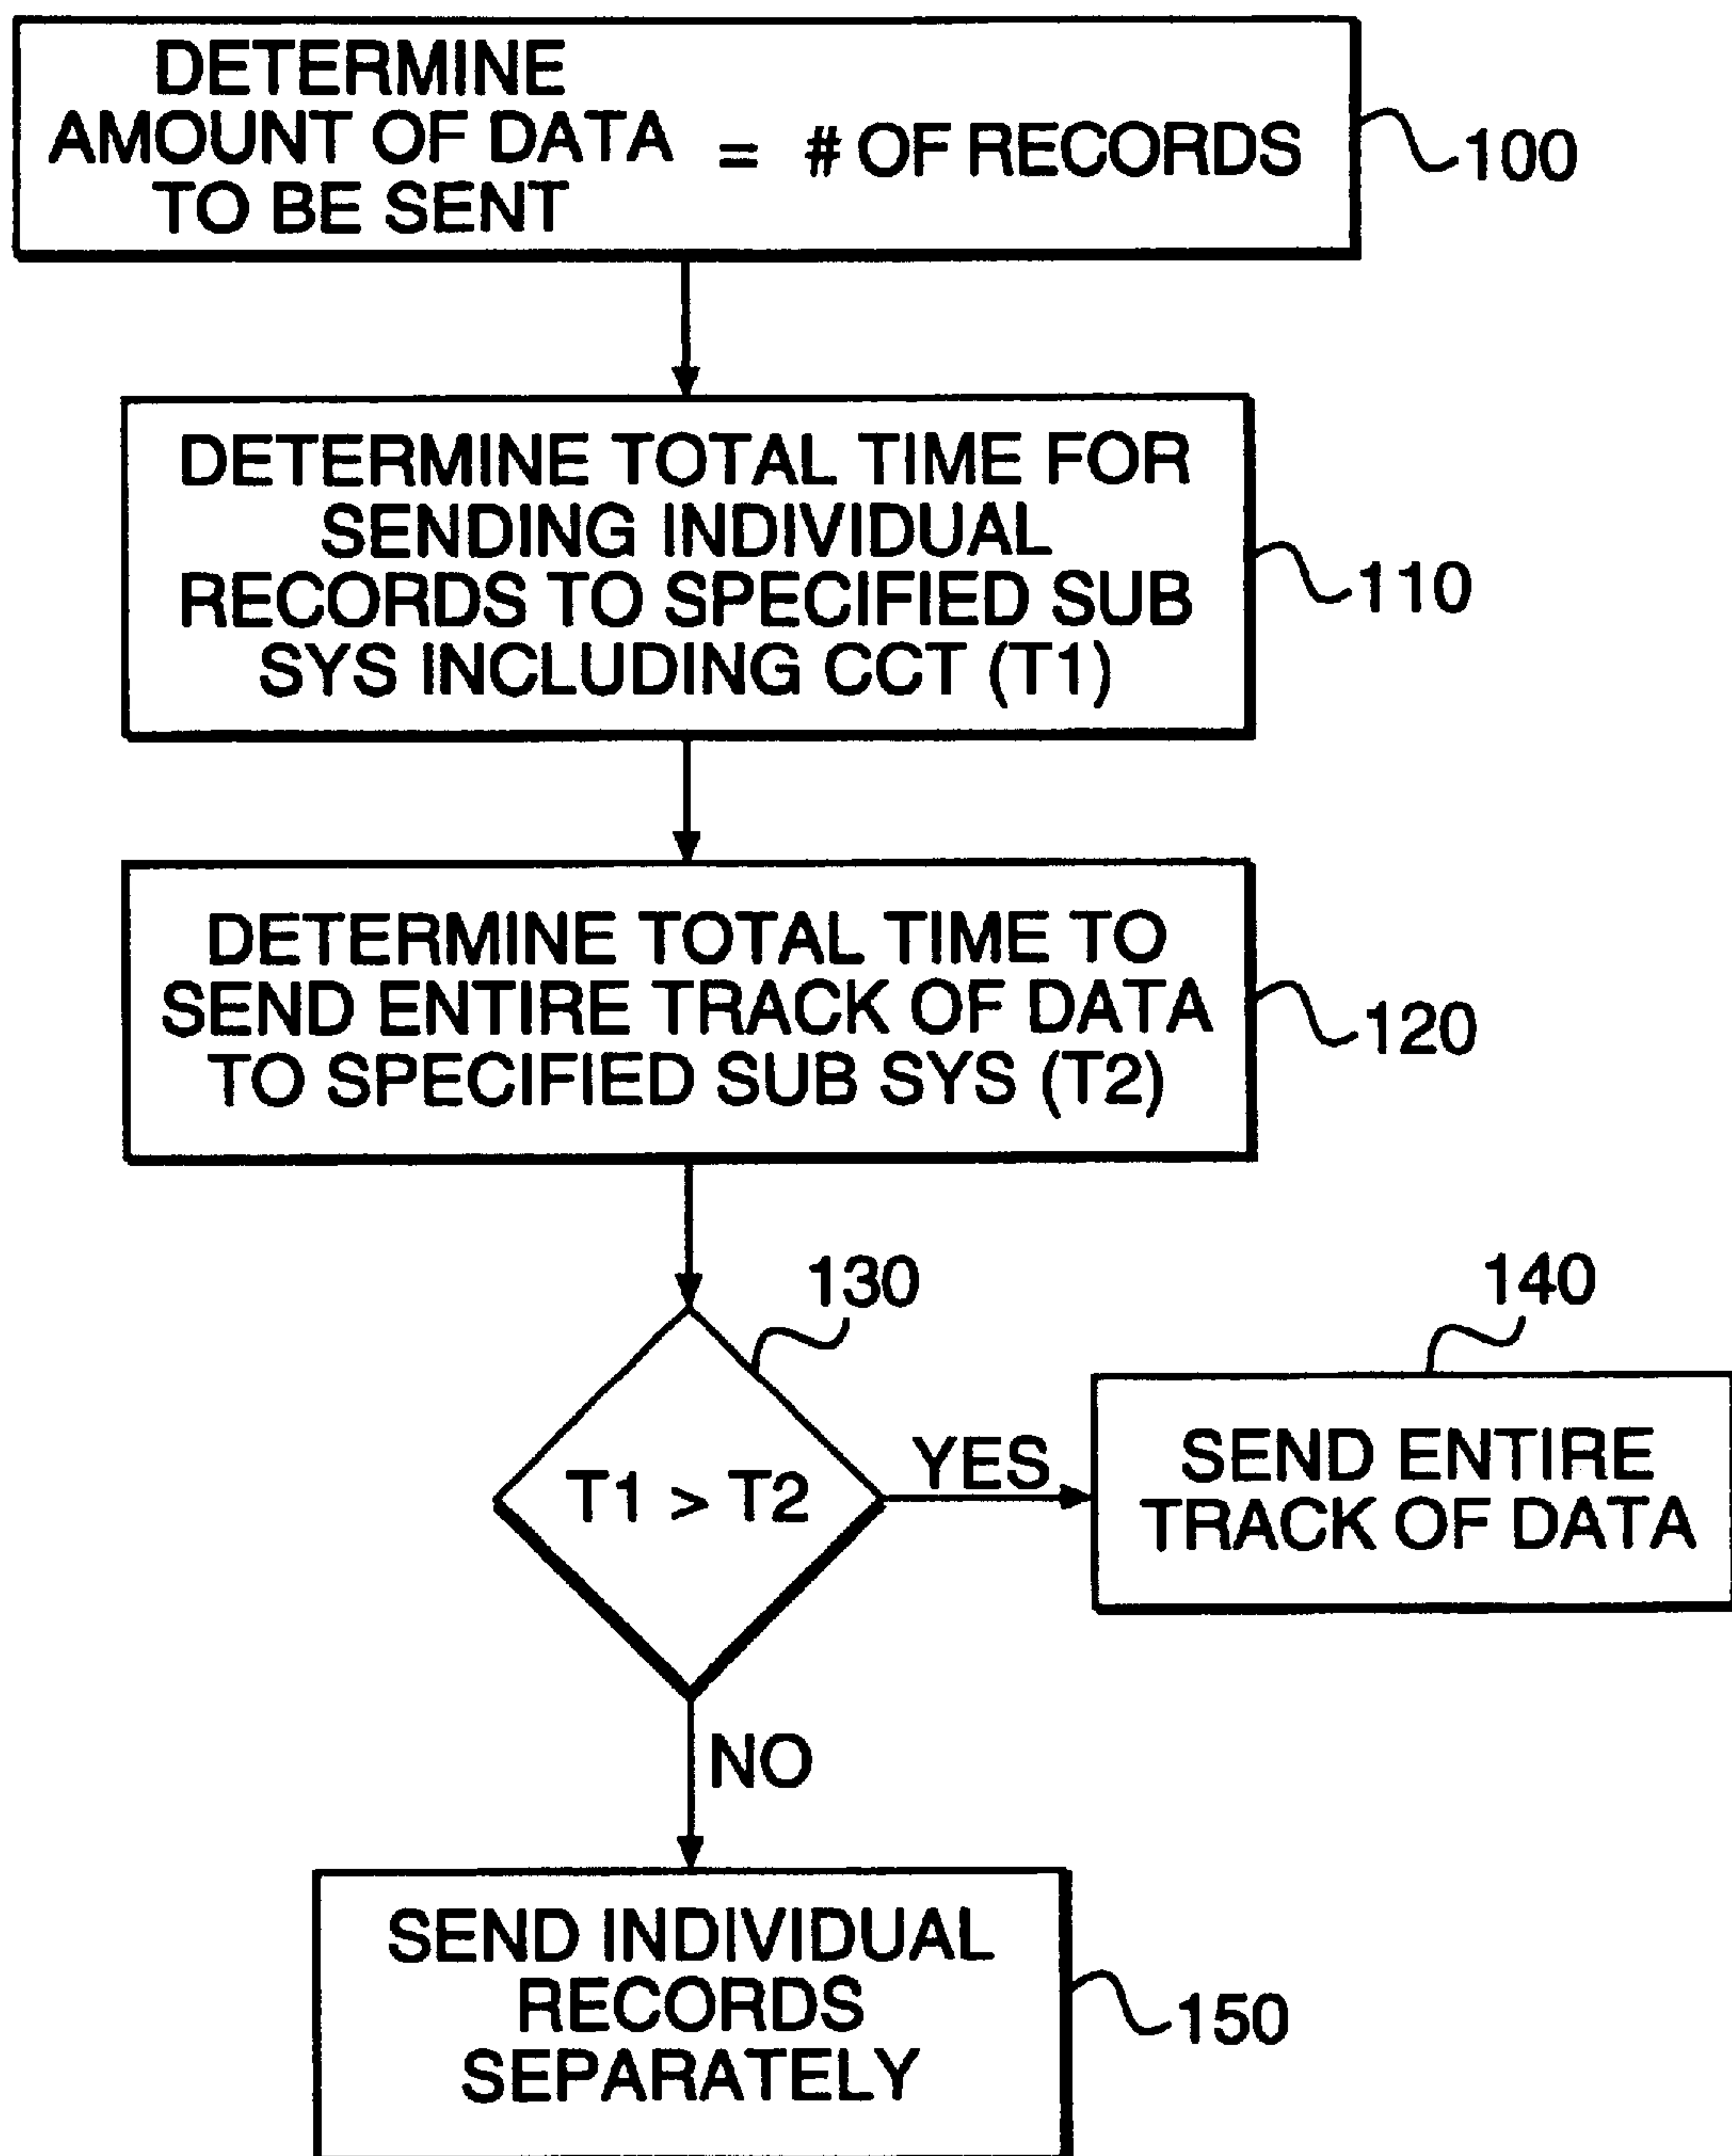 DETERMINE
AMOUNT OF DATA = # OF RECORDS
TO BE SENT
100
DETERMINE TOTAL TIME FOR
SENDING INDIVIDUAL
RECORDS TO SPECIFIED SUB
SYS INCLUDING CCT (T1)
110
DETERMINE TOTAL TIME TO
SEND ENTIRE TRACK OF DATA
TO SPECIFIED SUB SYS (T2)
120
130
T1 > T2
YES
140
SEND ENTIRE
TRACK OF DATA
NO
SEND INDIVIDUAL
RECORDS
SEPARATELY
150